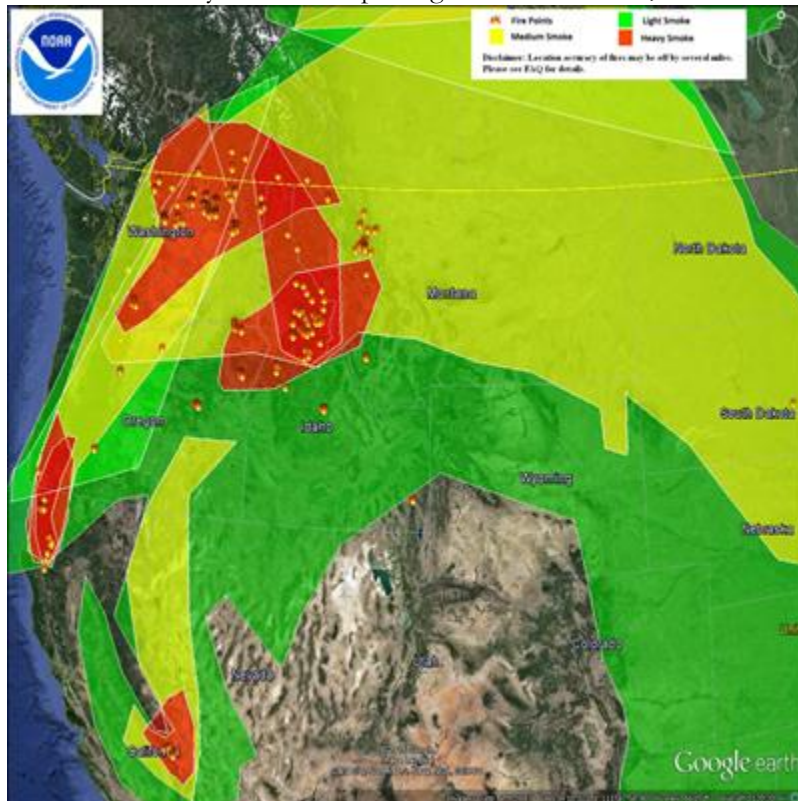 NOAA
Fire Points
Light Smoke
Medium Smoke
Heavy Smoke
Disclaimer: Location accuracy of fires may be off by several miles.
Please see FAQ for details.
Washington
North Dakota
Montana
South Dakota
Oregon
Idaho
Wyoming
Nebraska
Colorado
Utah
Nevada
Google earth